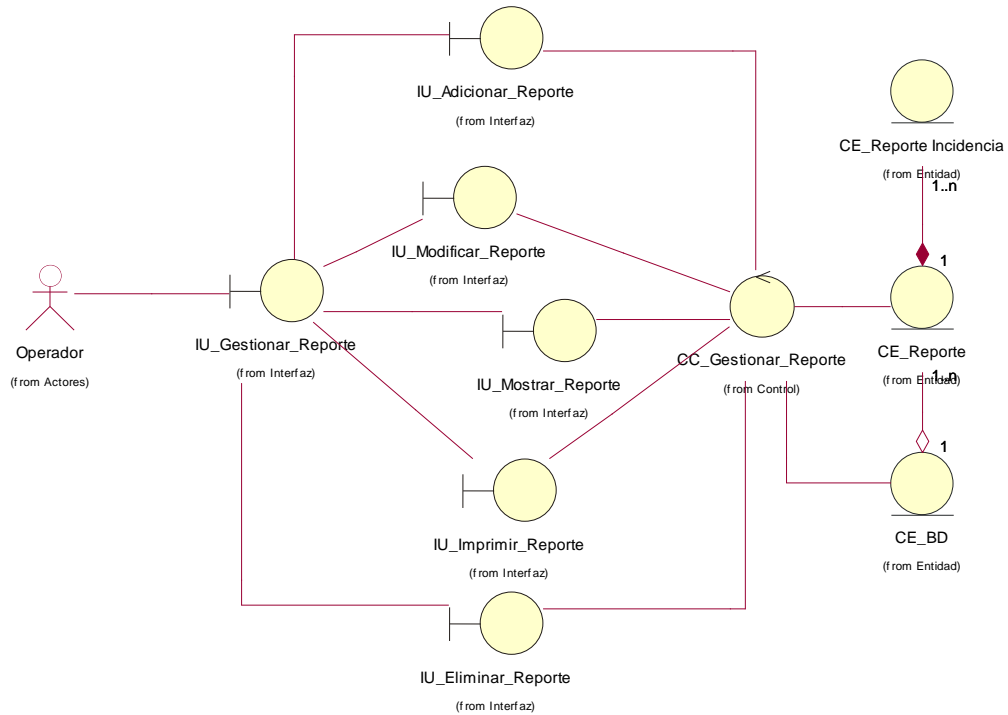 IU_Adicionar_Reporte
(from Interfaz)
CE_Reporte Incidencia
(from Entidad)
1..n
IU_Modificar_Reporte
(from Interfaz)
1
Operador
(from Actores)
IU_Gestionar_Reporte
(from Interfaz)
IU_Mostrar_Reporte
(from Interfaz)
CC_Gestionar_Reporte
(from Control)
CE_Reporte
(from Entidad)
1..n
1
IU_Imprimir_Reporte
(from Interfaz)
CE_BD
(from Entidad)
IU_Eliminar_Reporte
(from Interfaz)